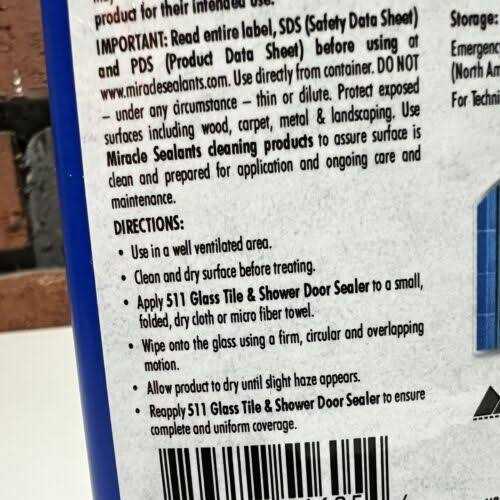 product for their intended use.
IMPORTANT: Read entire label, SDS (Safety Data Sheet)
and PDS (Product Data Sheet) before using at
www.miraclesealants.com. Use directly from container. DO NOT
– under any circumstance – thin or dilute. Protect exposed
surfaces including wood, carpet, metal & landscaping. Use
Miracle Sealants cleaning products to assure surface is
clean and prepared for application and ongoing care and
maintenance.
DIRECTIONS:
• Use in a well ventilated area.
• Clean and dry surface before treating.
• Apply 511 Glass Tile & Shower Door Sealer to a small,
folded, dry cloth or micro fiber towel.
• Wipe onto the glass using a firm, circular and overlapping
motion.
• Allow product to dry until slight haze appears.
• Reapply 511 Glass Tile & Shower Door Sealer to ensure
complete and uniform coverage.
Storage:
Emergenc
(North Am
For Techni